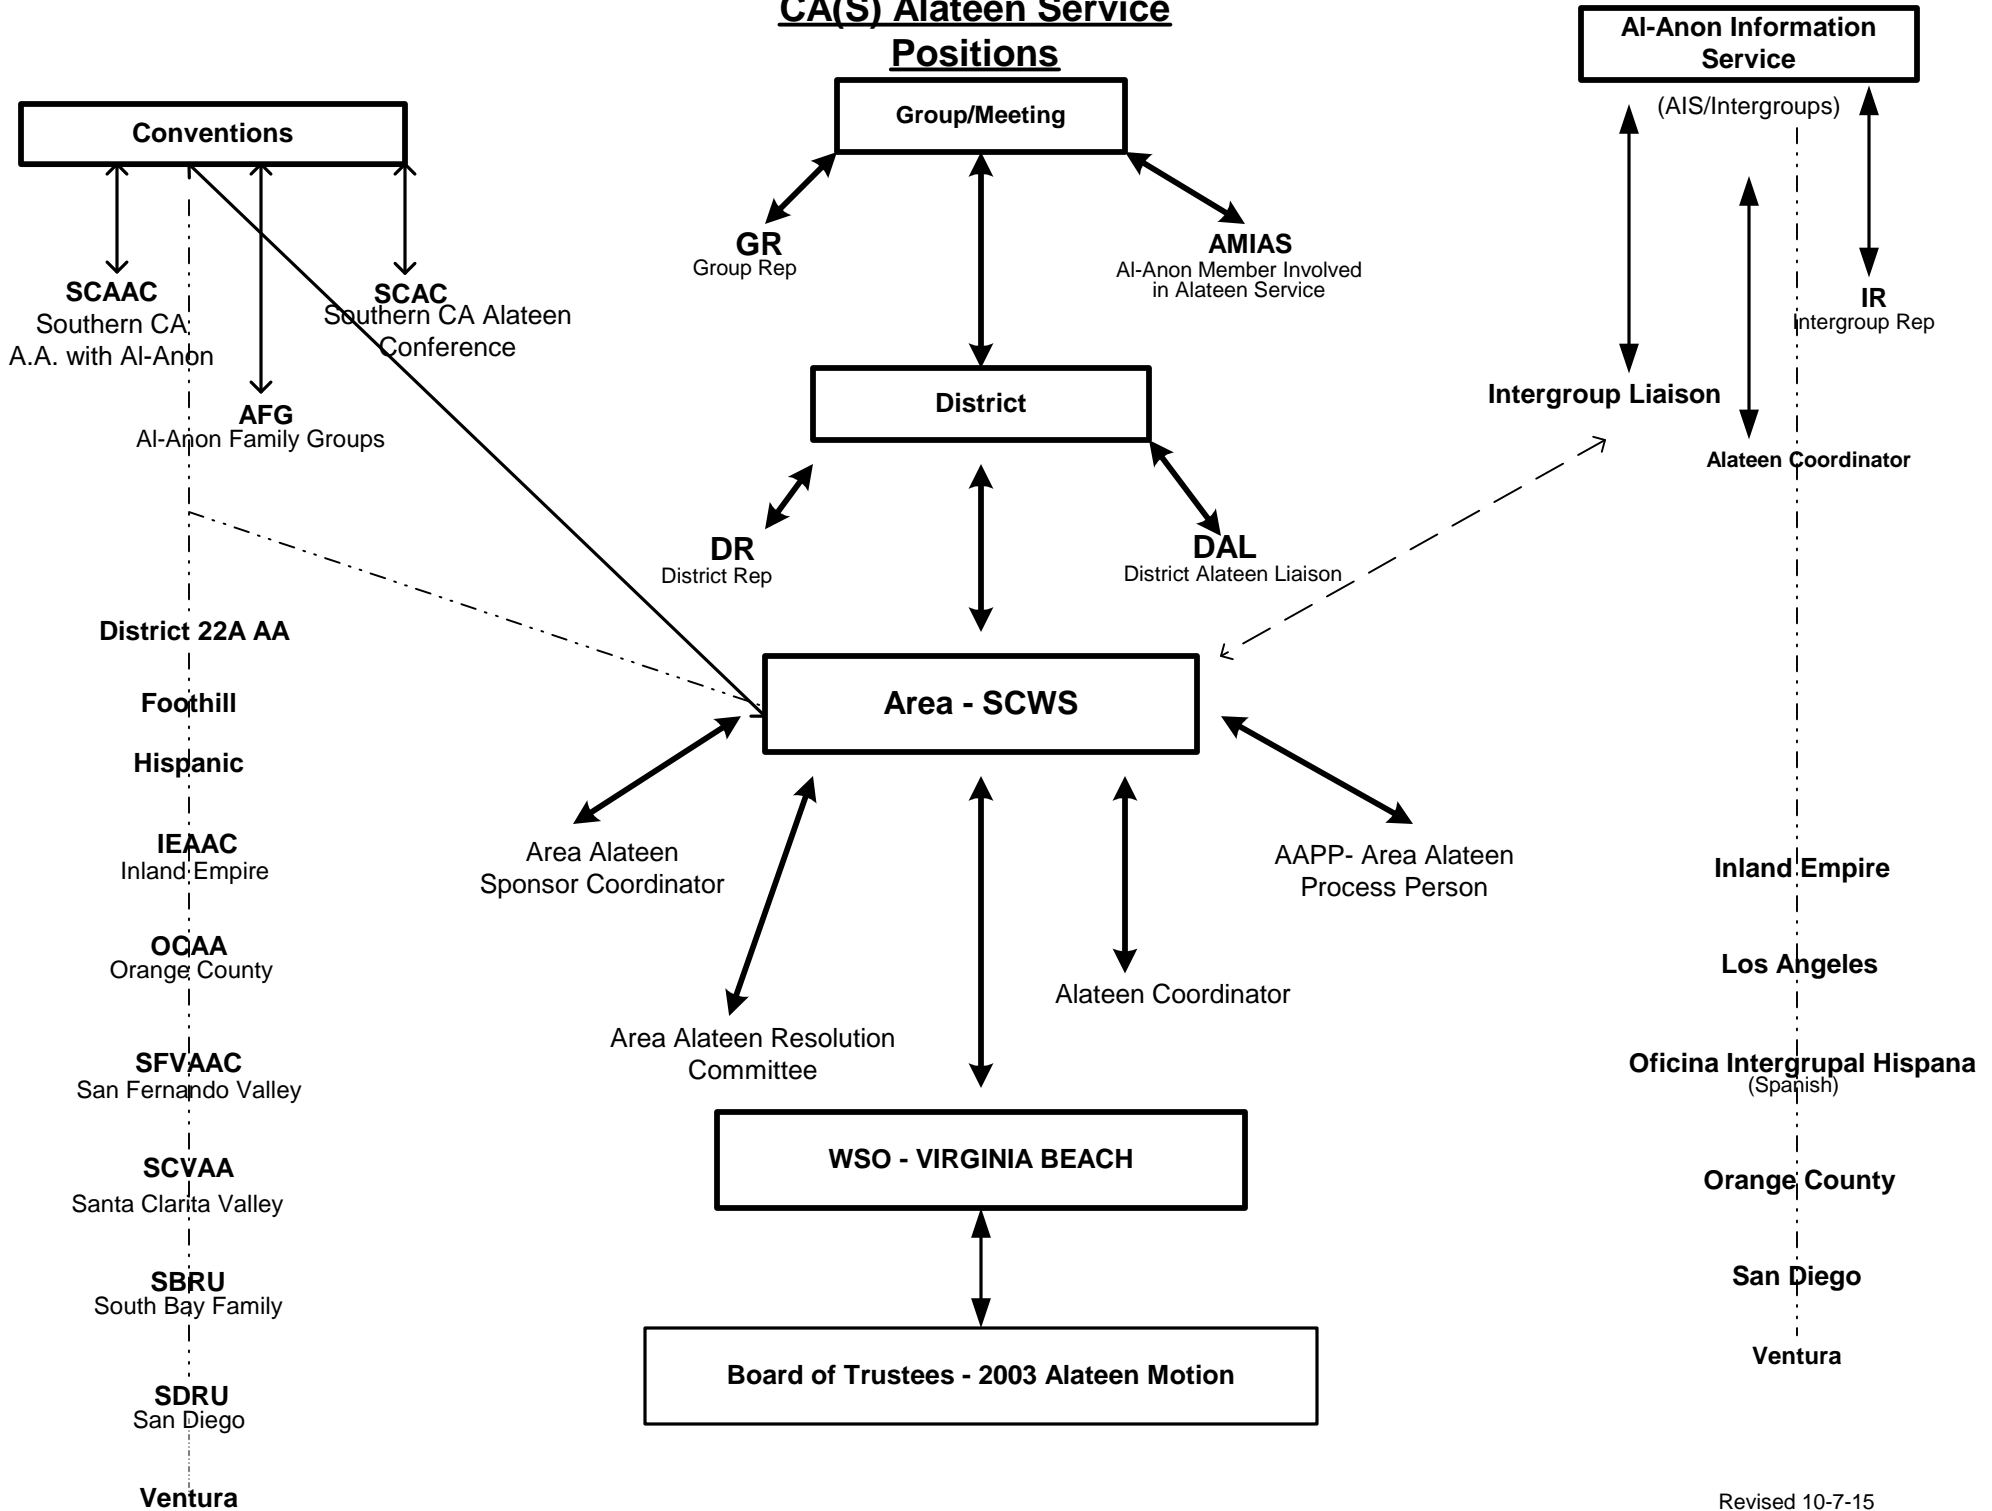 CA(S) Alateen Service
Positions
Conventions
SCAAC
Southern CA
A.A. with Al-Anon
AFG
Al-Anon Family Groups
SCAC
Southern CA Alateen
Conference
District 22A AA
Foothill
Hispanic
IEAAC
Inland Empire
OCAA
Orange County
SFVAAC
San Fernando Valley
SCVAA
Santa Clarita Valley
SBRU
South Bay Family
SDRU
San Diego
Ventura
Group/Meeting
GR
Group Rep
AMIAS
Al-Anon Member Involved
in Alateen Service
District
DR
District Rep
DAL
District Alateen Liaison
Area - SCWS
Area Alateen
Sponsor Coordinator
Area Alateen Resolution
Committee
Alateen Coordinator
AAPP- Area Alateen
Process Person
WSO - VIRGINIA BEACH
Board of Trustees - 2003 Alateen Motion
Al-Anon Information
Service
(AIS/Intergroups)
IR
Intergroup Rep
Intergroup Liaison
Alateen Coordinator
Inland Empire
Los Angeles
Oficina Intergrupal Hispana
(Spanish)
Orange County
San Diego
Ventura
Revised 10-7-15